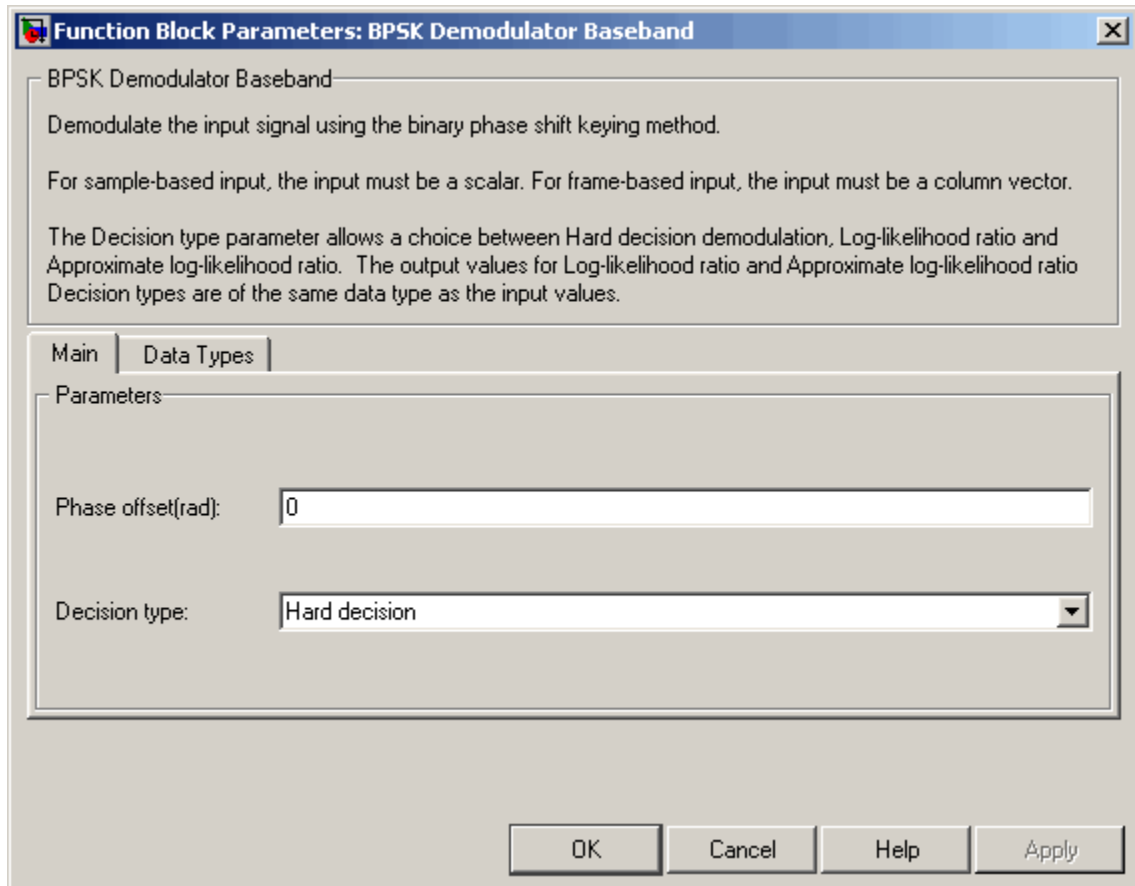 Function Block Parameters: BPSK Demodulator Baseband
BPSK Demodulator Baseband
Demodulate the input signal using the binary phase shift keying method.
For sample-based input, the input must be a scalar. For frame-based input, the input must be a column vector.
The Decision type parameter allows a choice between Hard decision demodulation, Log-likelihood ratio and
Approximate log-likelihood ratio.  The output values for Log-likelihood ratio and Approximate log-likelihood ratio
Decision types are of the same data type as the input values.
Main Data Types
Parameters
Phase offset(rad): 0
Decision type: Hard decision
OK Cancel Help Apply